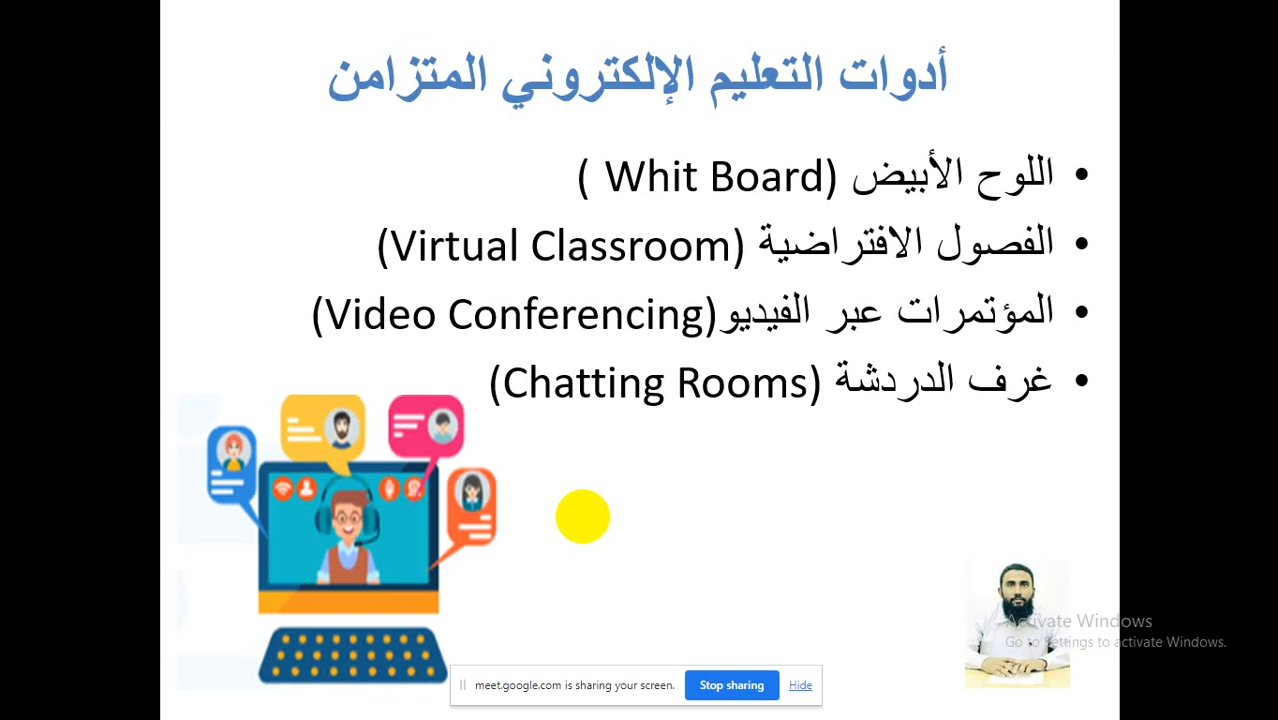 أدوات التعليم الإلكتروني المتزامن
• اللوح الأبيض (Whit Board )
• الفصول الافتراضية (Virtual Classroom)
• المؤتمرات عبر الفيديو(Video Conferencing)
• غرف الدردشة (Chatting Rooms)
Activate Windows
Go to Settings to activate Windows.
meet.google.com is sharing your screen. Stop sharing Hide